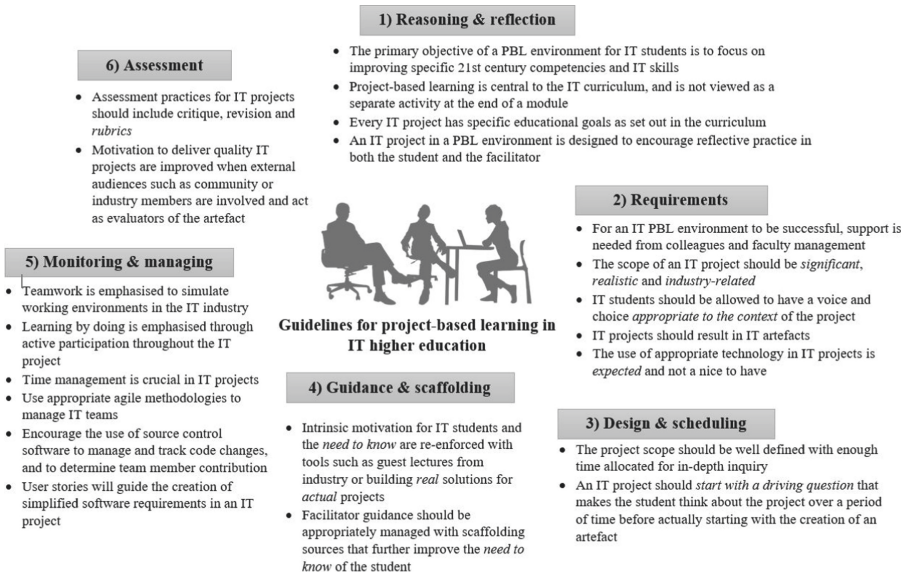 1) Reasoning & reflection
• The primary objective of a PBL environment for IT students is to focus on
improving specific 21st century competencies and IT skills
• Project-based learning is central to the IT curriculum, and is not viewed as a
separate activity at the end of a module
• Every IT project has specific educational goals as set out in the curriculum
• An IT project in a PBL environment is designed to encourage reflective practice in
both the student and the facilitator
2) Requirements
• For an IT PBL environment to be successful, support is
needed from colleagues and faculty management
• The scope of an IT project should be significant,
realistic and industry-related
• IT students should be allowed to have a voice and
choice appropriate to the context of the project
• IT projects should result in IT artefacts
• The use of appropriate technology in IT projects is
expected and not a nice to have
3) Design & scheduling
• The project scope should be well defined with enough
time allocated for in-depth inquiry
• An IT project should start with a driving question that
makes the student think about the project over a period
of time before actually starting with the creation of an
artefact
4) Guidance & scaffolding
• Intrinsic motivation for IT students and
the need to know are re-enforced with
tools such as guest lectures from
industry or building real solutions for
actual projects
• Facilitator guidance should be
appropriately managed with scaffolding
sources that further improve the need to
know of the student
5) Monitoring & managing
• Teamwork is emphasised to simulate
working environments in the IT industry
• Learning by doing is emphasised through
active participation throughout the IT
project
• Time management is crucial in IT projects
• Use appropriate agile methodologies to
manage IT teams
• Encourage the use of source control
software to manage and track code changes,
and to determine team member contribution
• User stories will guide the creation of
simplified software requirements in an IT
project
6) Assessment
• Assessment practices for IT projects
should include critique, revision and
rubrics
• Motivation to deliver quality IT
projects are improved when external
audiences such as community or
industry members are involved and act
as evaluators of the artefact
Guidelines for project-based learning in
IT higher education